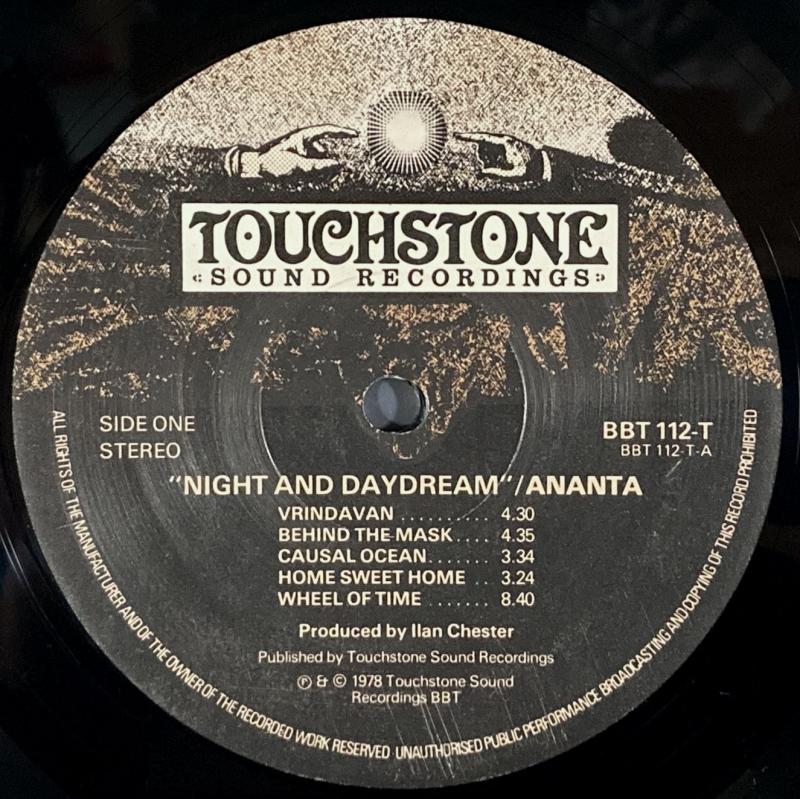 TOUCHSTONE
SOUND RECORDINGS
SIDE ONE
STEREO
BBT 112-T
BBT 112-T-A
"NIGHT AND DAYDREAM"/ANANTA
VRINDAVAN .......... 4.30
BEHIND THE MASK .... 4.35
CAUSAL OCEAN....... 3.34
HOME SWEET HOME .. 3.24
WHEEL OF TIME ....... 8.40
Produced by Ilan Chester
Published by Touchstone Sound Recordings
℗ & © 1978 Touchstone Sound
Recordings BBT
ALL RIGHTS OF THE MANUFACTURER AND OF THE OWNER OF THE RECORDED WORK RESERVED UNAUTHORISED PUBLIC PERFORMANCE BROADCASTING AND COPYING OF THIS RECORD PROHIBITED